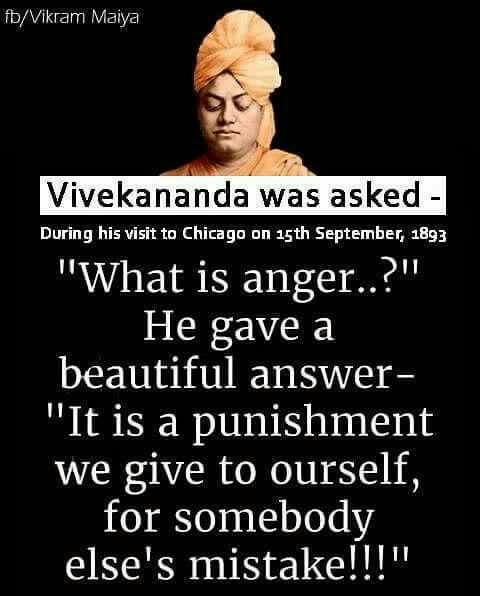 fb/Vikram Maiya
Vivekananda was asked -
During his visit to Chicago on 15th September, 1893
"What is anger..?"
He gave a
beautiful answer-
"It is a punishment
we give to ourself,
for somebody
else's mistake!!!"